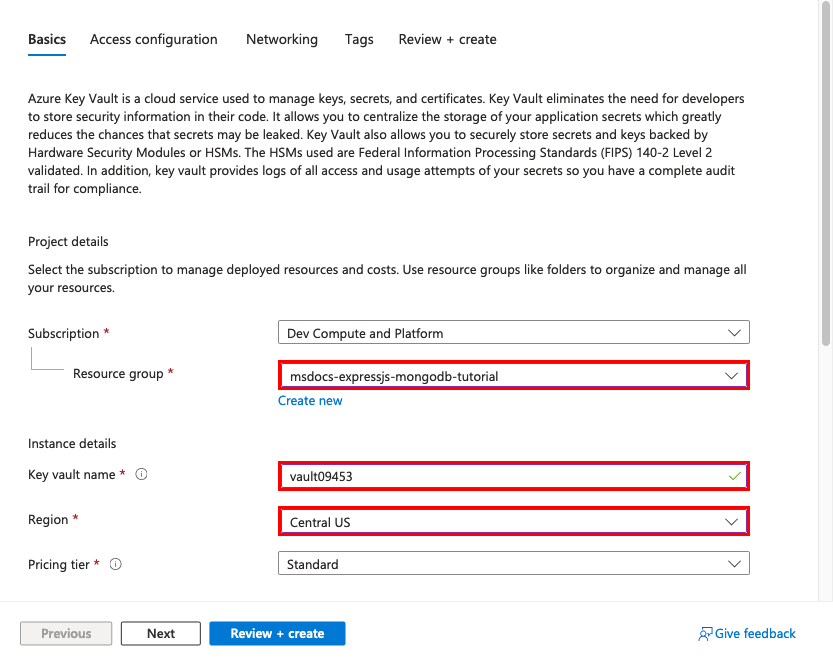 Basics Access configuration Networking Tags Review + create
Azure Key Vault is a cloud service used to manage keys, secrets, and certificates. Key Vault eliminates the need for developers
to store security information in their code. It allows you to centralize the storage of your application secrets which greatly
reduces the chances that secrets may be leaked. Key Vault also allows you to securely store secrets and keys backed by
Hardware Security Modules or HSMs. The HSMs used are Federal Information Processing Standards (FIPS) 140-2 Level 2
validated. In addition, key vault provides logs of all access and usage attempts of your secrets so you have a complete audit
trail for compliance.
Project details
Select the subscription to manage deployed resources and costs. Use resource groups like folders to organize and manage all
your resources.
Subscription * Dev Compute and Platform
Resource group * msdocs-expressjs-mongodb-tutorial
Create new
Instance details
Key vault name * vault09453
Region * Central US
Pricing tier * Standard
Previous Next Review + create Give feedback